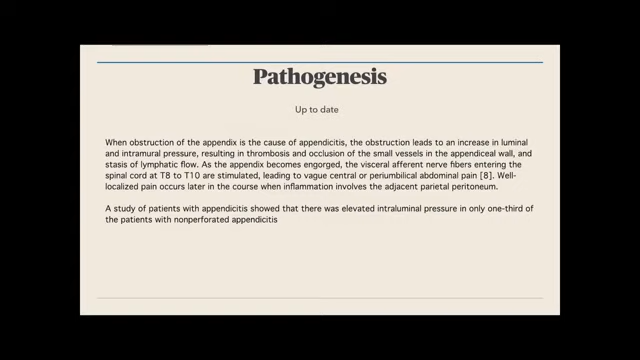 Pathogenesis
Up to date
When obstruction of the appendix is the cause of appendicitis, the obstruction leads to an increase in luminal
and intramural pressure, resulting in thrombosis and occlusion of the small vessels in the appendiceal wall, and
stasis of lymphatic flow. As the appendix becomes engorged, the visceral afferent nerve fibers entering the
spinal cord at T8 to T10 are stimulated, leading to vague central or periumbilical abdominal pain [8]. Well-
localized pain occurs later in the course when inflammation involves the adjacent parietal peritoneum.
A study of patients with appendicitis showed that there was elevated intraluminal pressure in only one-third of
the patients with nonperforated appendicitis